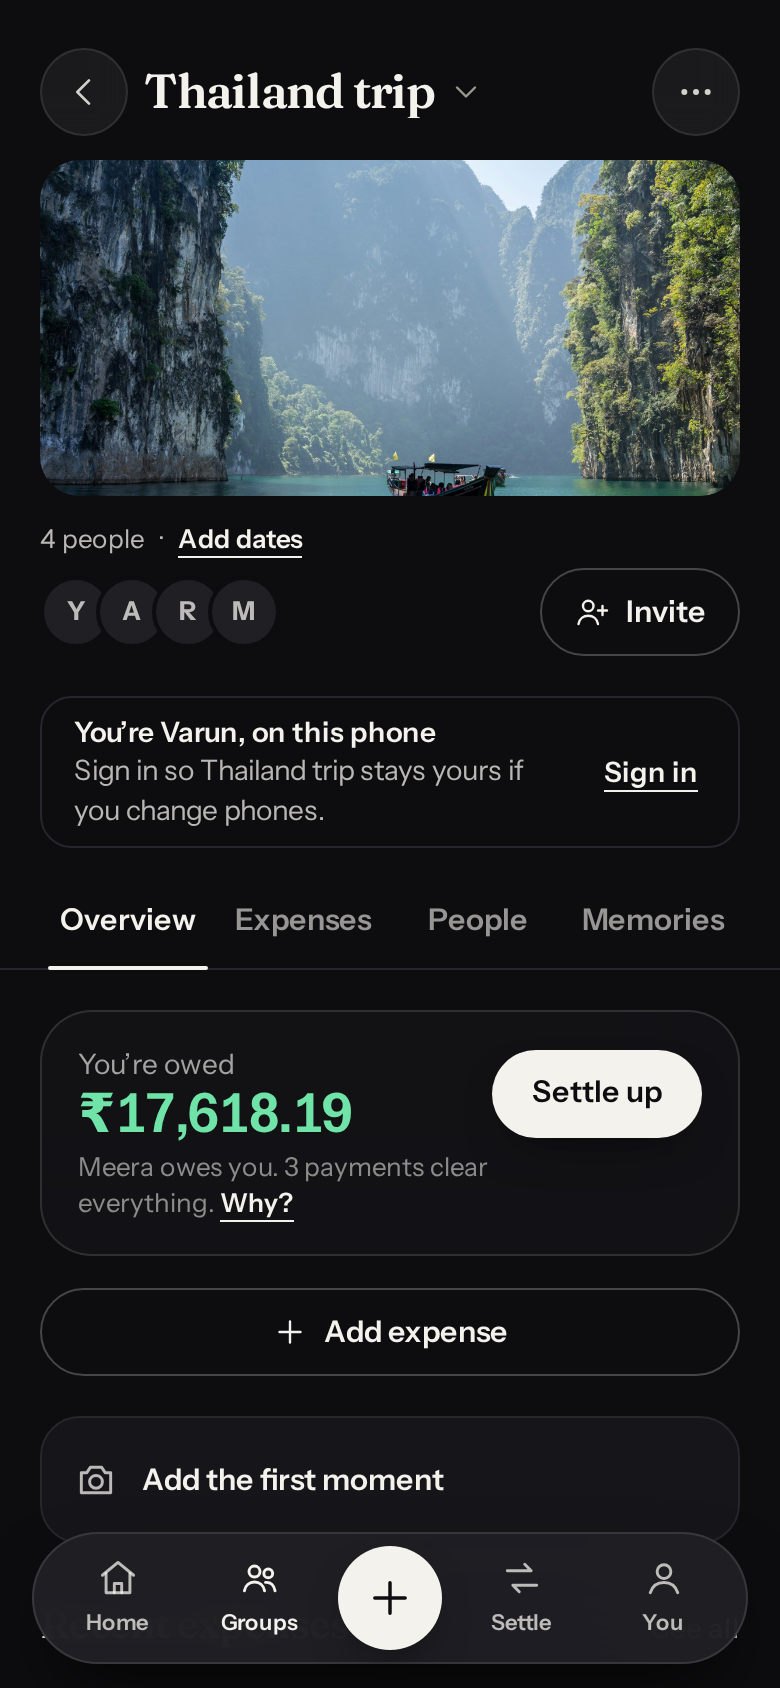 Thailand trip
4 people · Add dates
Y A R M
Invite
You’re Varun, on this phone
Sign in so Thailand trip stays yours if
you change phones.
Sign in
Overview Expenses People Memories
You’re owed
₹17,618.19
Settle up
Meera owes you. 3 payments clear
everything. Why?
Add expense
Add the first moment
Home Groups Settle You